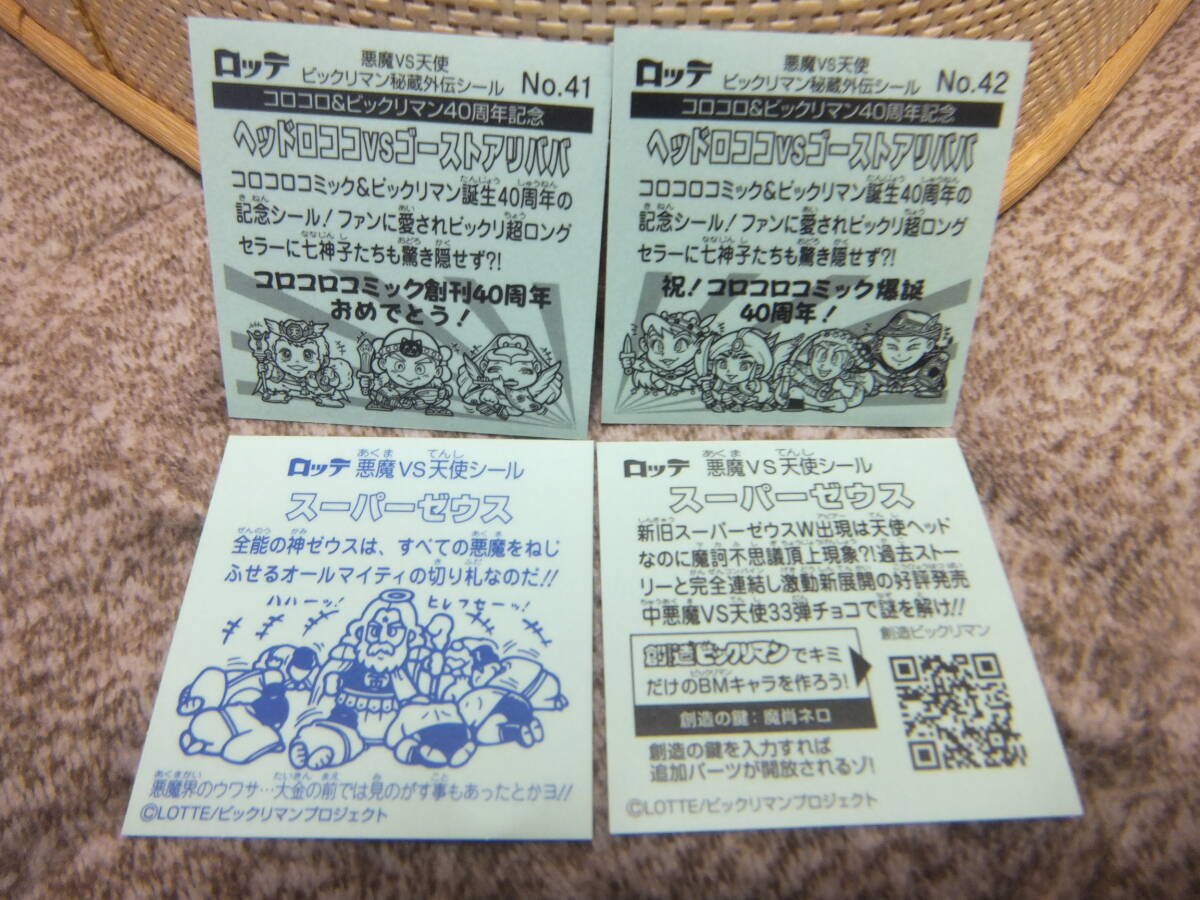 ロッテ
悪魔VS天使
ビックリマン秘蔵外伝シール
No.41
コロコロ&ビックリマン40周年記念
ヘッドロココVSゴーストアリババ
コロコロコミック&ビックリマン誕生40周年の
記念シール!ファンに愛されビックリ超ロング
セラーに七神子たちも驚き隠せず?!
コロコロコミック創刊40周年
おめでとう!
ロッテ
悪魔VS天使
ビックリマン秘蔵外伝シール
No.42
コロコロ&ビックリマン40周年記念
ヘッドロココVSゴーストアリババ
コロコロコミック&ビックリマン誕生40周年の
記念シール!ファンに愛されビックリ超ロング
セラーに七神子たちも驚き隠せず?!
祝!コロコロコミック爆誕
40周年!
ロッテ 悪魔VS天使シール
スーパーゼウス
全能の神ゼウスは、すべての悪魔をねじ
ふせるオールマイティの切り札なのだ!!
ハハーッ! ヒレフセーッ!
悪魔界のウワサ…大金の前では見のがす事もあったとかヨ!!
©LOTTE/ビックリマンプロジェクト
ロッテ 悪魔VS天使シール
スーパーゼウス
新旧スーパーゼウスW出現は天使ヘッド
なのに魔訶不思議頂上現象?!過去ストー
リーと完全連結し激動新展開の好評発売
中悪魔VS天使33弾チョコで謎を解け!!
創造ビックリマンでキミ
だけのBMキャラを作ろう!
創造の鍵:魔肖ネロ
創造の鍵を入力すれば
追加パーツが開放されるゾ!
創造ビックリマン
©LOTTE/ビックリマンプロジェクト